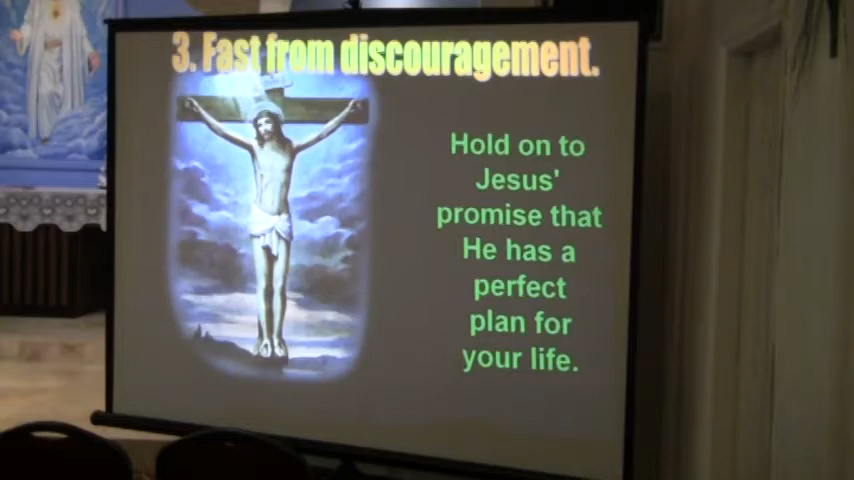 3. Fast from discouragement.
Hold on to
Jesus'
promise that
He has a
perfect
plan for
your life.